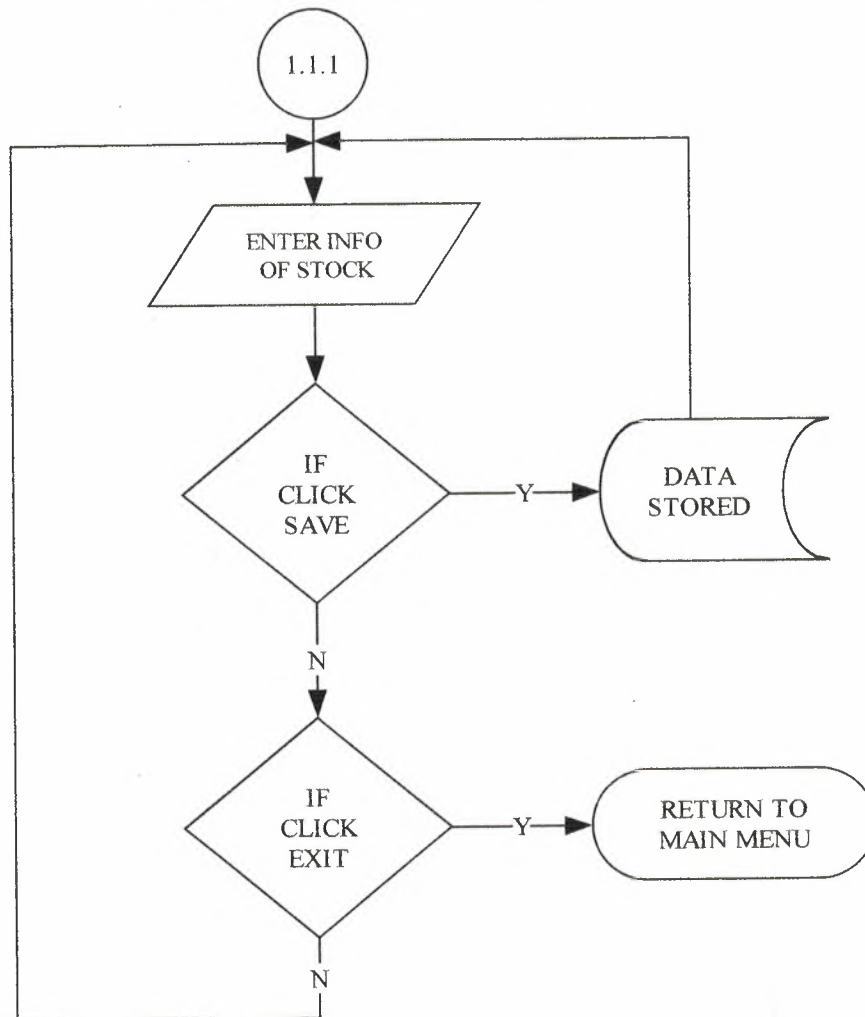 1.1.1
ENTER INFO
OF STOCK
IF
CLICK
SAVE
Y
DATA
STORED
N
IF
CLICK
EXIT
Y
RETURN TO
MAIN MENU
N